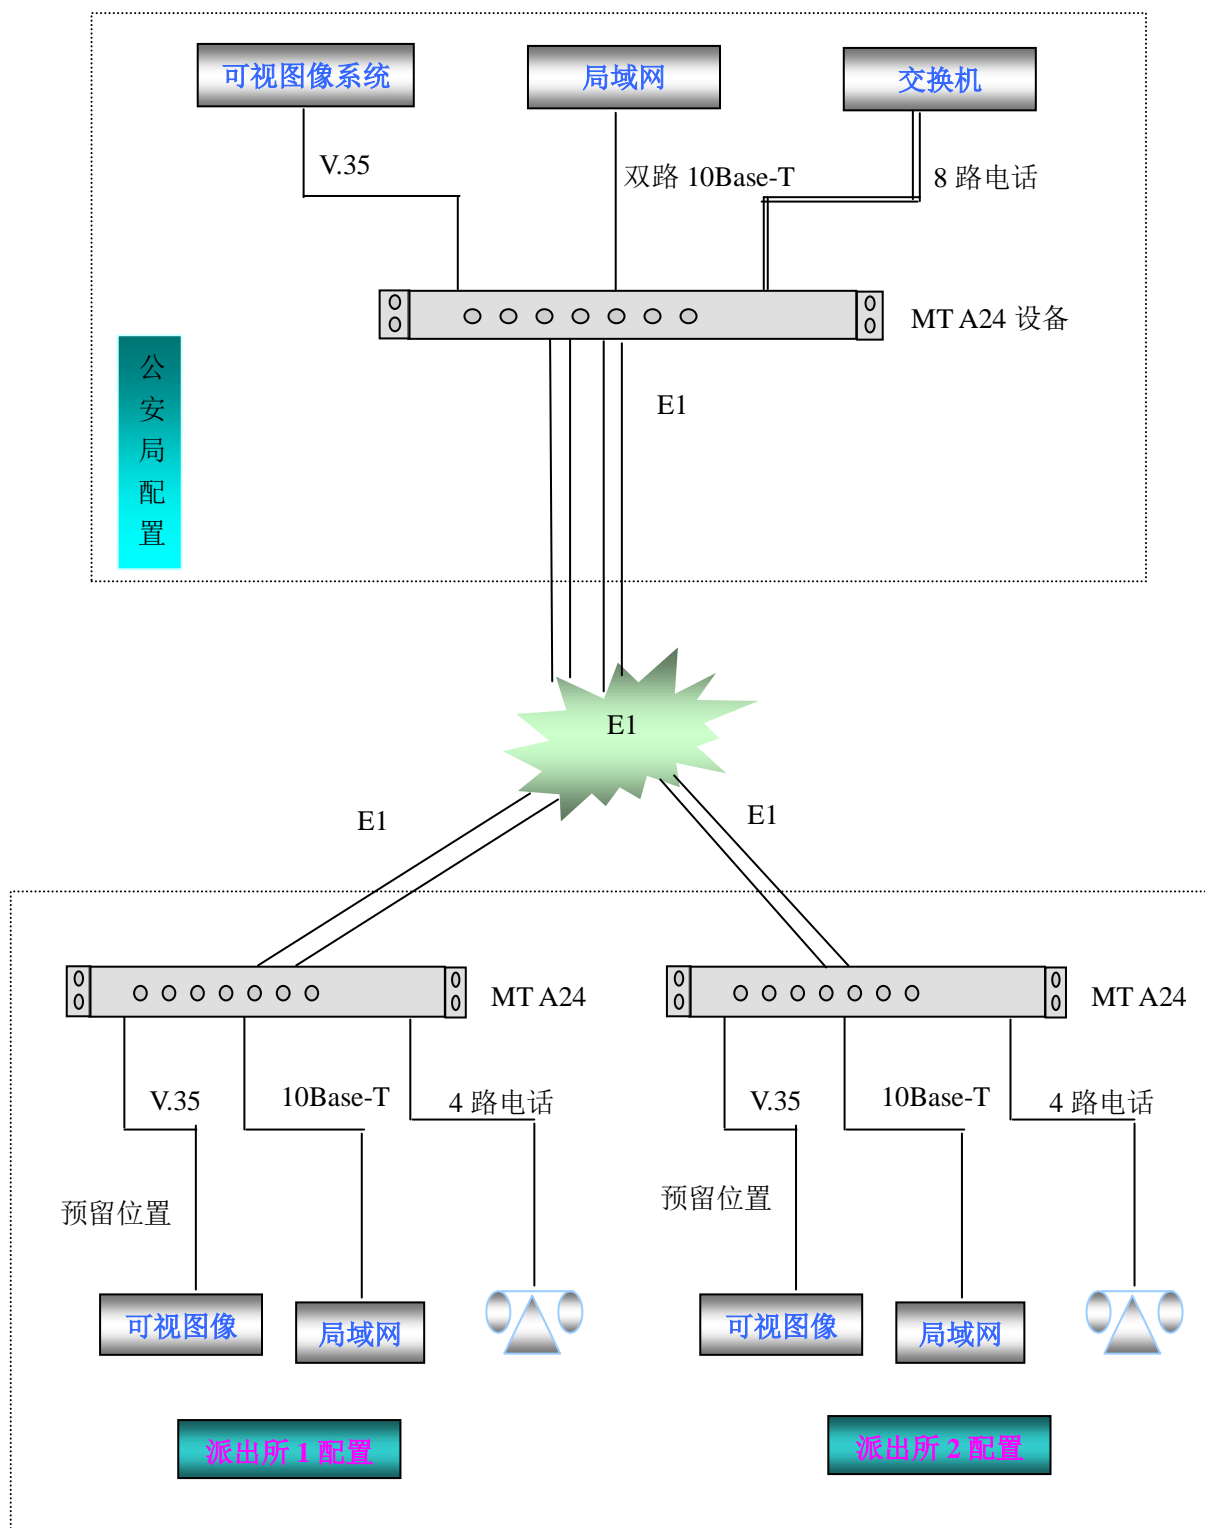 可视图像系统
局域网
交换机
V.35
双路 10Base-T
8 路电话
MT A24 设备
公安局配置
E1
E1
E1
E1
MT A24
MT A24
V.35
10Base-T
4 路电话
V.35
10Base-T
4 路电话
预留位置
预留位置
可视图像
局域网
可视图像
局域网
派出所 1 配置
派出所 2 配置